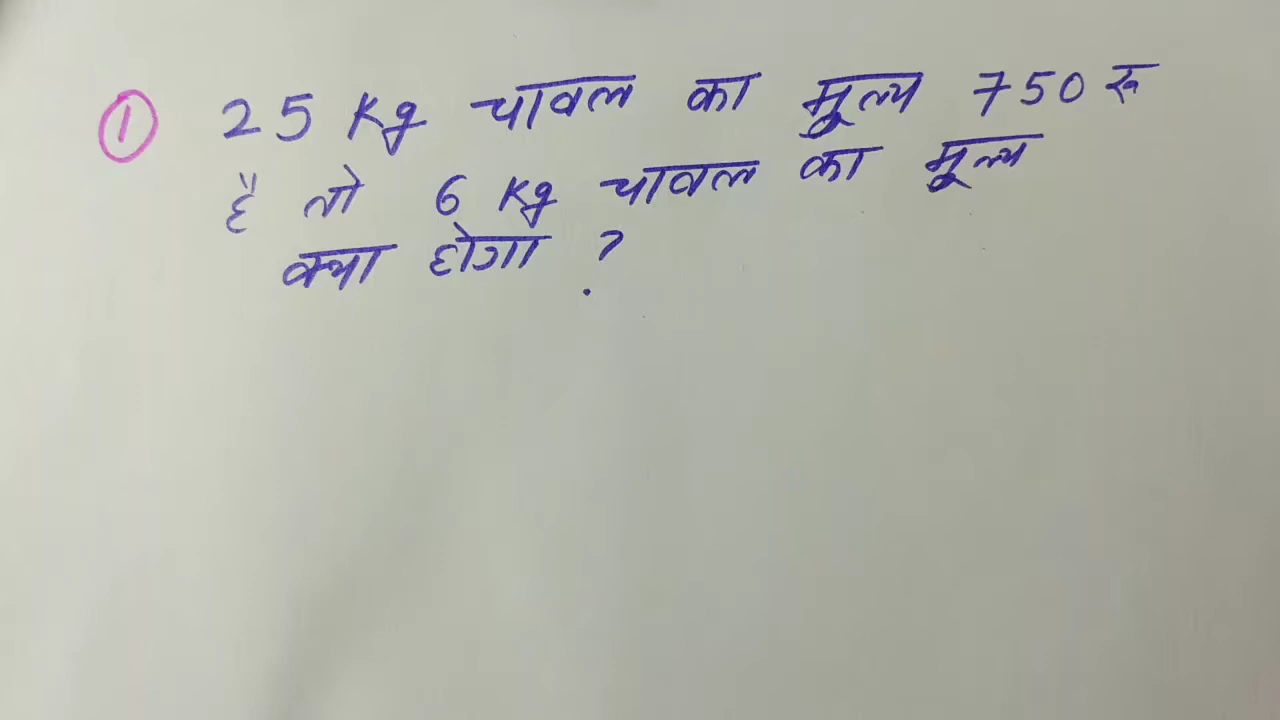 ① 25 Kg चावल का मूल्य 750 रू
है तो 6 Kg चावल का मूल्य
क्या होगा ?